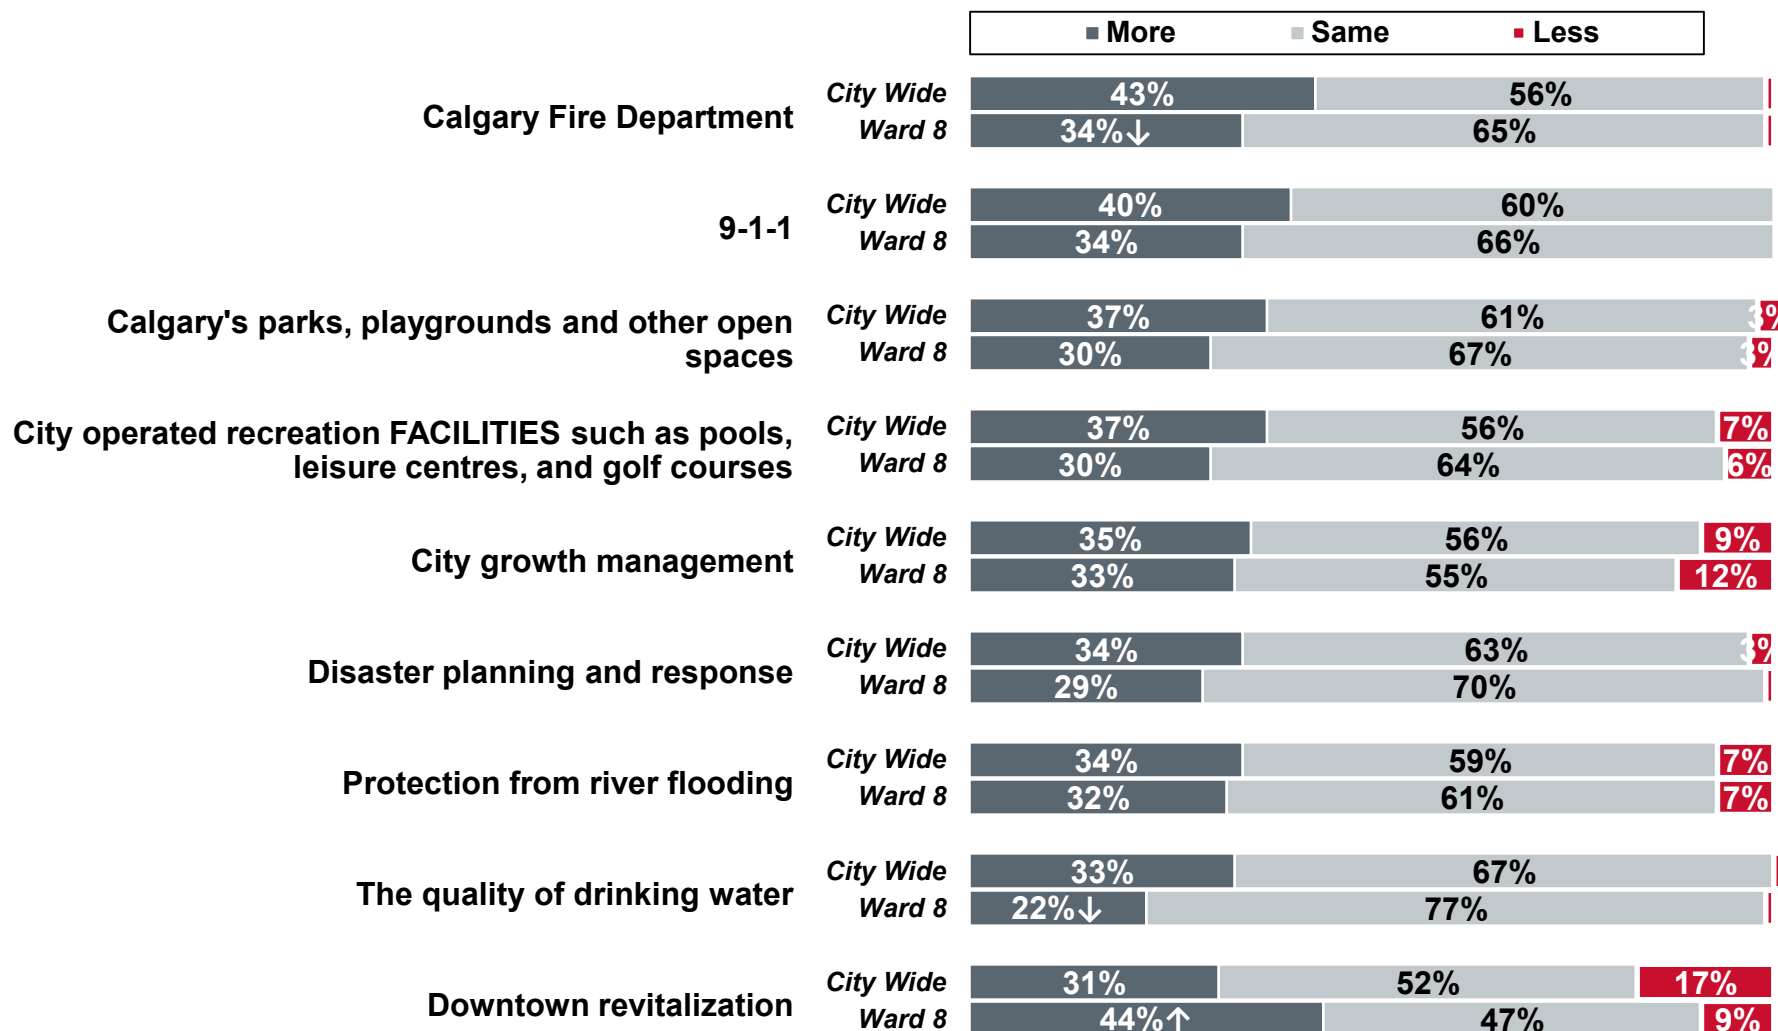 More Same Less
Calgary Fire Department
City Wide 43% 56%
Ward 8 34%↓ 65%
9-1-1
City Wide 40% 60%
Ward 8 34% 66%
Calgary's parks, playgrounds and other open
spaces
City Wide 37% 61% 3%
Ward 8 30% 67% 3%
City operated recreation FACILITIES such as pools,
leisure centres, and golf courses
City Wide 37% 56% 7%
Ward 8 30% 64% 6%
City growth management
City Wide 35% 56% 9%
Ward 8 33% 55% 12%
Disaster planning and response
City Wide 34% 63% 3%
Ward 8 29% 70%
Protection from river flooding
City Wide 34% 59% 7%
Ward 8 32% 61% 7%
The quality of drinking water
City Wide 33% 67%
Ward 8 22%↓ 77%
Downtown revitalization
City Wide 31% 52% 17%
Ward 8 44%↑ 47% 9%